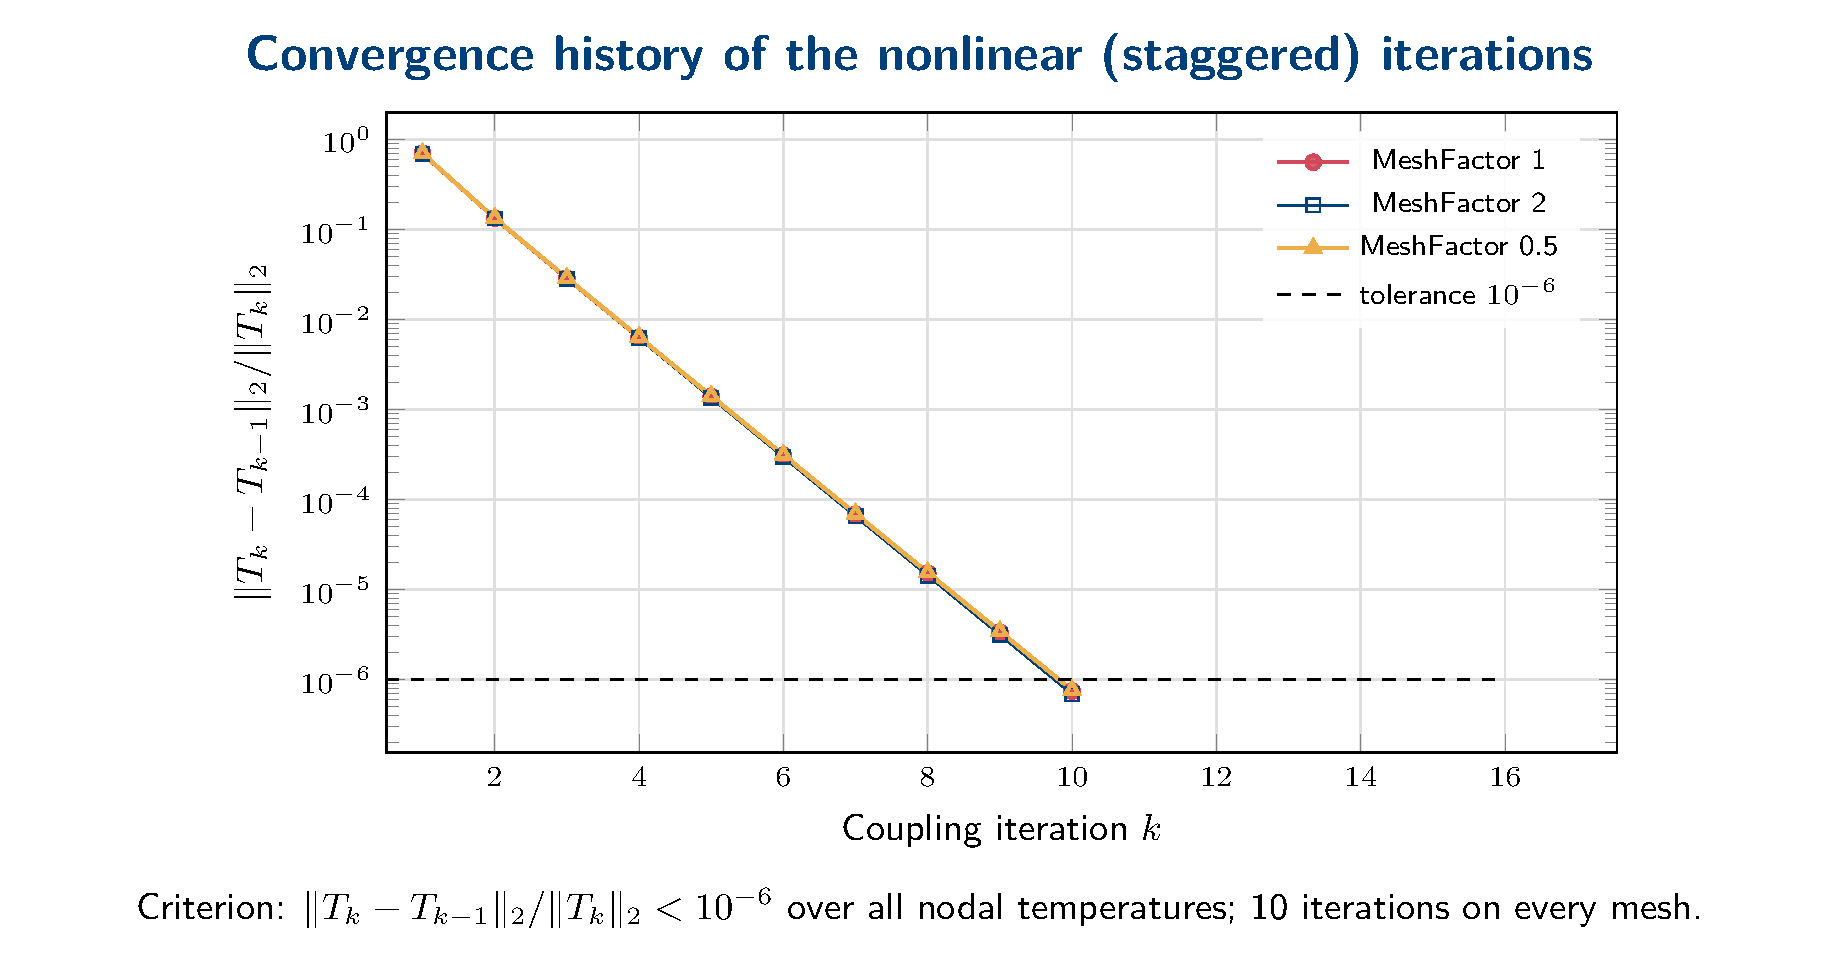 Convergence history of the nonlinear (staggered) iterations
‖T_k − T_{k−1}‖_2/‖T_k‖_2
10^0
10^{−1}
10^{−2}
10^{−3}
10^{−4}
10^{−5}
10^{−6}
MeshFactor 1
MeshFactor 2
MeshFactor 0.5
tolerance 10^{−6}
2 4 6 8 10 12 14 16
Coupling iteration k
Criterion: ‖T_k − T_{k−1}‖_2/‖T_k‖_2 < 10^{−6} over all nodal temperatures; 10 iterations on every mesh.